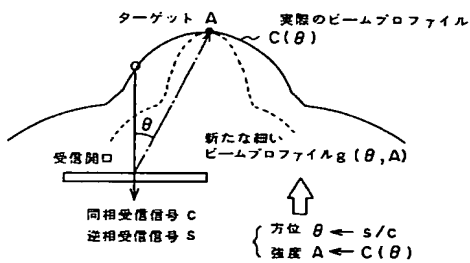 ターゲット A
実際のビームプロファイル
C(θ)
θ
新たな細い
ビームプロファイルg(θ,A)
受信開口
同相受信信号 C
逆相受信信号 S
方位 θ ← s/c
強度 A ← C(θ)